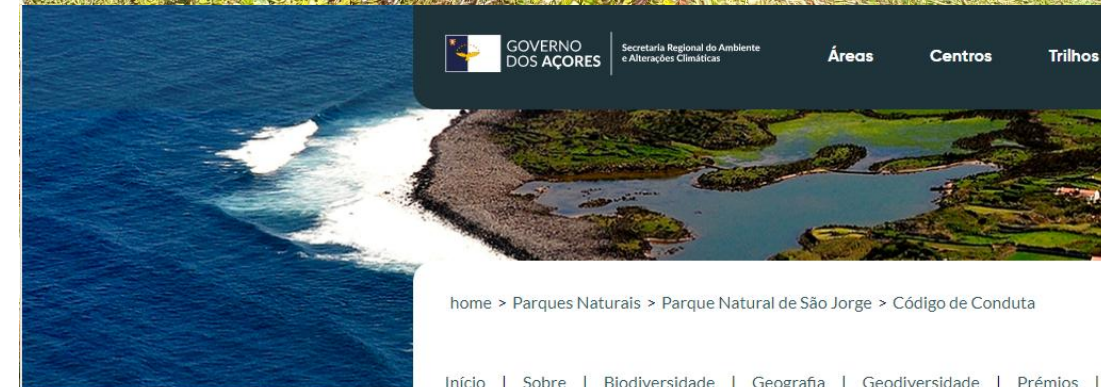 GOVERNO
DOS AÇORES
Secretaria Regional do Ambiente
e Alterações Climáticas
Áreas Centros Trilhos
home > Parques Naturais > Parque Natural de São Jorge > Código de Conduta
Início | Sobre | Biodiversidade | Geografia | Geodiversidade | Prémios |